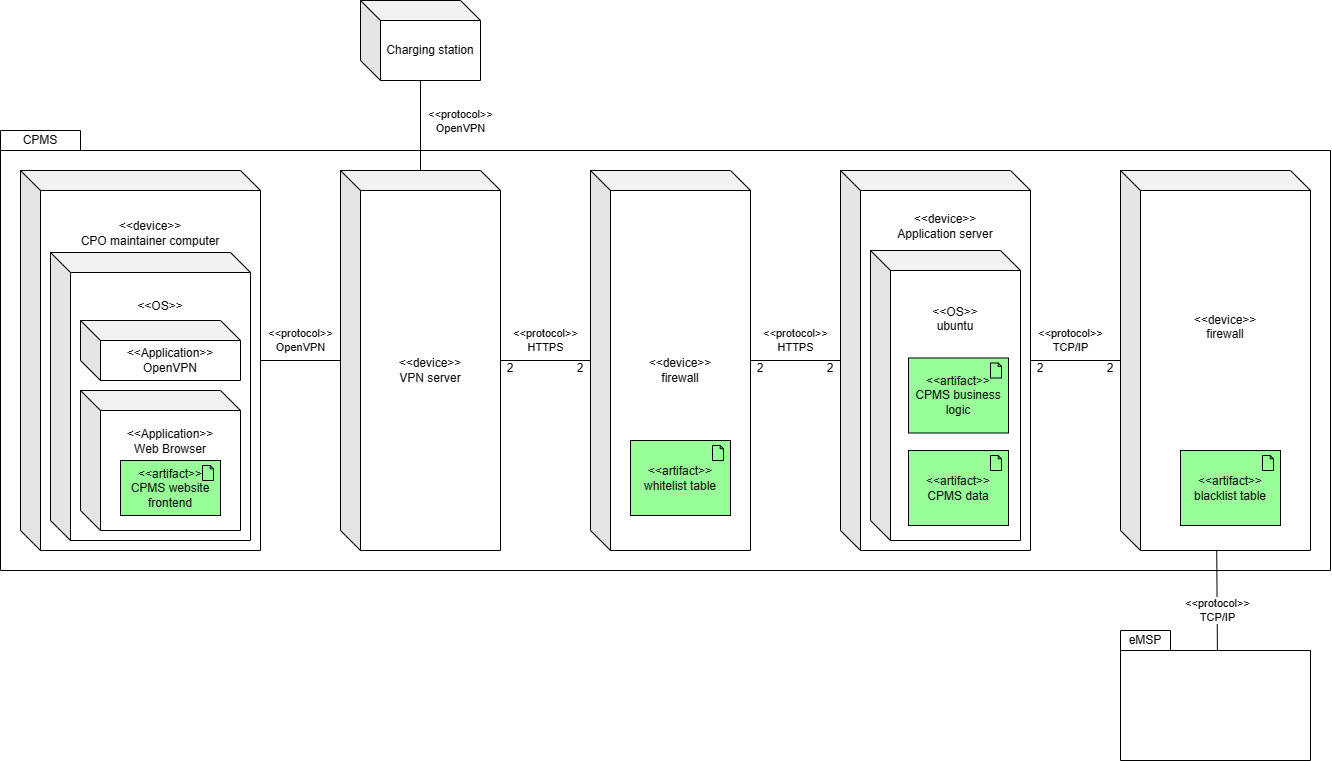 Charging station
<<protocol>>
OpenVPN
CPMS
<<device>>
CPO maintainer computer
<<OS>>
<<Application>>
OpenVPN
<<Application>>
Web Browser
<<artifact>>
CPMS website
frontend
<<protocol>>
OpenVPN
<<device>>
VPN server
<<protocol>>
HTTPS
2
2
<<device>>
firewall
<<artifact>>
whitelist table
<<protocol>>
HTTPS
2
2
<<device>>
Application server
<<OS>>
ubuntu
<<artifact>>
CPMS business
logic
<<artifact>>
CPMS data
<<protocol>>
TCP/IP
2
2
<<device>>
firewall
<<artifact>>
blacklist table
<<protocol>>
TCP/IP
eMSP